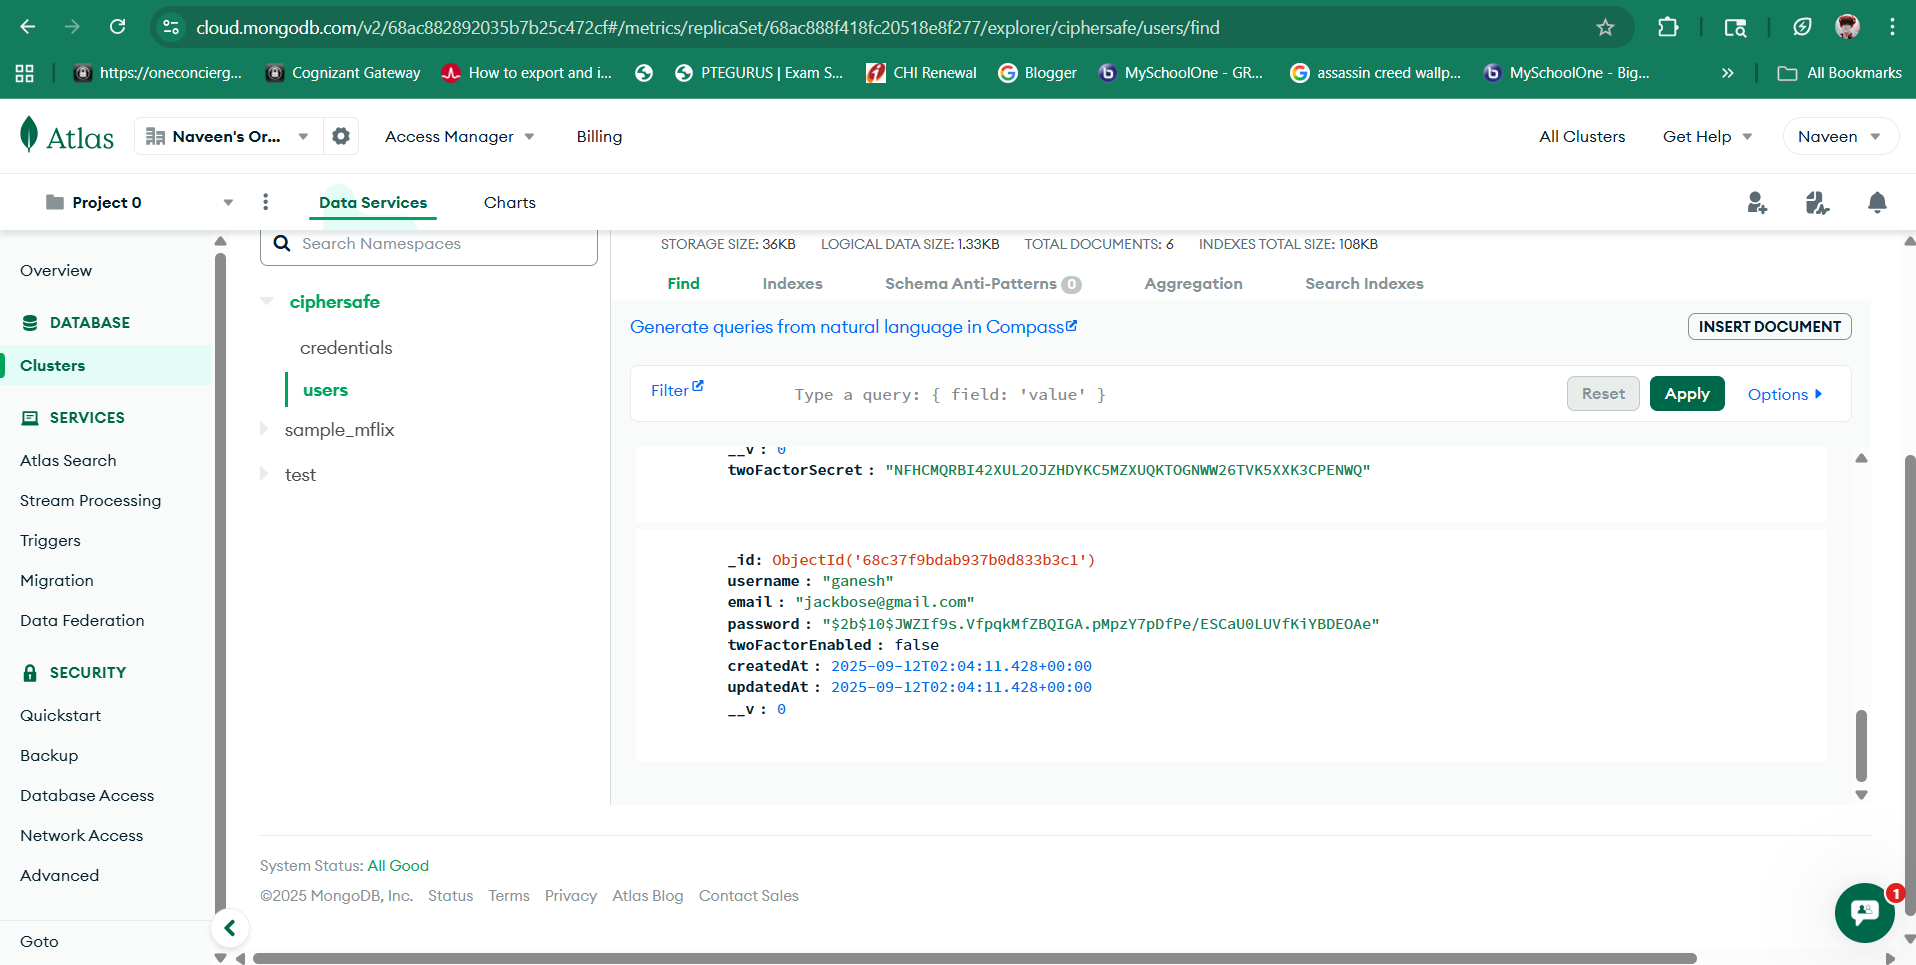 cloud.mongodb.com/v2/68ac882892035b7b25c472cf#/metrics/replicaSet/68ac888f418fc20518e8f277/explorer/ciphersafe/users/find
https://oneconcierg... Cognizant Gateway How to export and i... PTEGURUS | Exam S... CHI Renewal Blogger MySchoolOne - GR... assassin creed wallp... MySchoolOne - Big... » All Bookmarks
Atlas Naveen's Or... Access Manager Billing All Clusters Get Help Naveen
Project 0 Data Services Charts
Overview
DATABASE
Clusters
SERVICES
Atlas Search
Stream Processing
Triggers
Migration
Data Federation
SECURITY
Quickstart
Backup
Database Access
Network Access
Advanced
Goto
Search Namespaces
ciphersafe
credentials
users
sample_mflix
test
STORAGE SIZE: 36KB LOGICAL DATA SIZE: 1.33KB TOTAL DOCUMENTS: 6 INDEXES TOTAL SIZE: 108KB
Find Indexes Schema Anti-Patterns 0 Aggregation Search Indexes
Generate queries from natural language in Compass
INSERT DOCUMENT
Filter Type a query: { field: 'value' } Reset Apply Options
__v : 0
twoFactorSecret : "NFHCMQRBI42XUL2OJZHDYKC5MZXUQKTOGNWW26TVK5XXK3CPENWQ"
_id: ObjectId('68c37f9bdab937b0d833b3c1')
username : "ganesh"
email : "jackbose@gmail.com"
password : "$2b$10$JWZIf9s.VfpqkMfZBQIGA.pMpzY7pDfPe/ESCaU0LUVfKiYBDEOAe"
twoFactorEnabled : false
createdAt : 2025-09-12T02:04:11.428+00:00
updatedAt : 2025-09-12T02:04:11.428+00:00
__v : 0
System Status: All Good
©2025 MongoDB, Inc. Status Terms Privacy Atlas Blog Contact Sales
1